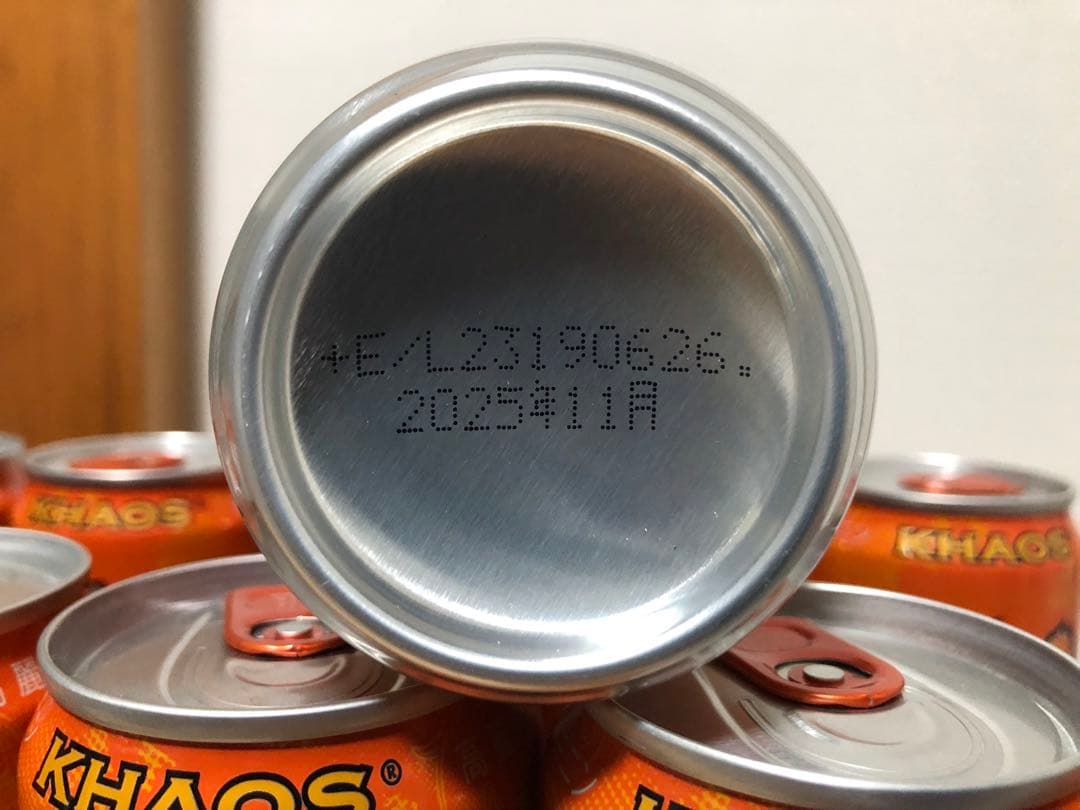 +E/L23190626.
2025年11月
KHAOS
KHAOS
KHAOS®